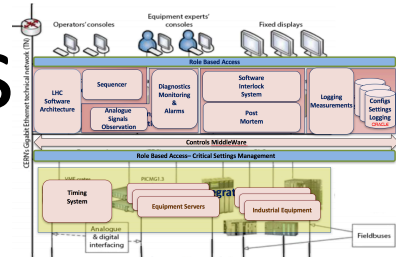 S
Operators' consoles
Equipment experts'
consoles
Fixed displays
CERN Gigabit Ethernet technical network (TN)
Role Based Access
LHC
Software
Architecture
Sequencer
Analogue
Signals
Observation
Diagnostics
Monitoring
&
Alarms
Software
Interlock
System
Post
Mortem
Logging
Measurements
Configs
Settings
Logging
ORACLE
Controls MiddleWare
Role Based Access– Critical Settings Management
PICMG1.3
Timing
System
Equipment Servers
Industrial Equipment
Analogue
& digital
interfacing
Fieldbuses